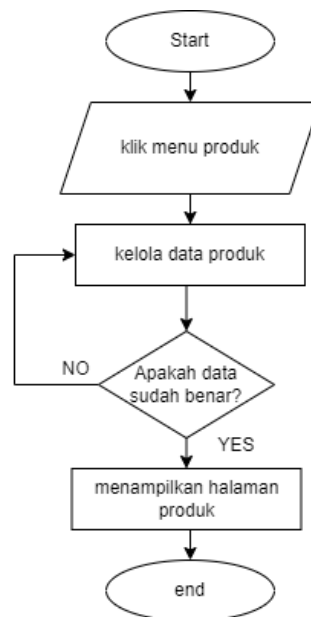 Start
klik menu produk
kelola data produk
NO
Apakah data
sudah benar?
YES
menampilkan halaman
produk
end